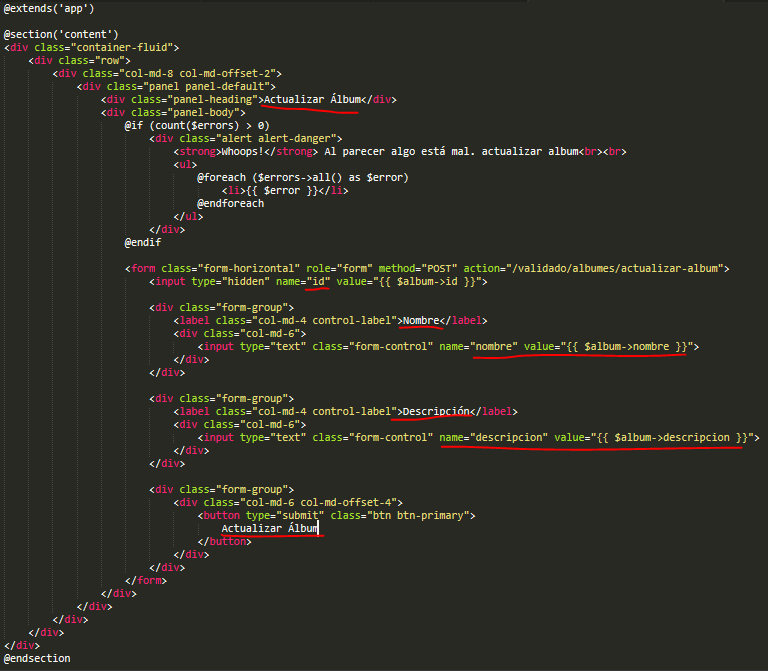 @extends('app')

@section('content')
<div class="container-fluid">
    <div class="row">
        <div class="col-md-8 col-md-offset-2">
            <div class="panel panel-default">
                <div class="panel-heading">Actualizar Álbum</div>
                <div class="panel-body">
                    @if (count($errors) > 0)
                        <div class="alert alert-danger">
                            <strong>Whoops!</strong> Al parecer algo está mal. actualizar album<br><br>
                            <ul>
                                @foreach ($errors->all() as $error)
                                    <li>{{ $error }}</li>
                                @endforeach
                            </ul>
                        </div>
                    @endif

                    <form class="form-horizontal" role="form" method="POST" action="/validado/albumes/actualizar-album">
                        <input type="hidden" name="id" value="{{ $album->id }}">

                        <div class="form-group">
                            <label class="col-md-4 control-label">Nombre</label>
                            <div class="col-md-6">
                                <input type="text" class="form-control" name="nombre" value="{{ $album->nombre }}">
                            </div>
                        </div>

                        <div class="form-group">
                            <label class="col-md-4 control-label">Descripción</label>
                            <div class="col-md-6">
                                <input type="text" class="form-control" name="descripcion" value="{{ $album->descripcion }}">
                            </div>
                        </div>

                        <div class="form-group">
                            <div class="col-md-6 col-md-offset-4">
                                <button type="submit" class="btn btn-primary">
                                    Actualizar Álbum
                                </button>
                            </div>
                        </div>
                    </form>
                </div>
            </div>
        </div>
    </div>
</div>
@endsection